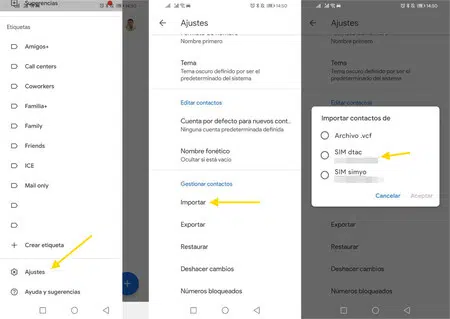 Sugerencias
14:00
Etiquetas
Amigos+
Call centers
Coworkers
Familia+
Family
Friends
ICE
Mail only
Crear etiqueta
Ajustes
Ayuda y sugerencias
14:00
Ajustes
Nombre primero
Tema
Tema oscuro definido por ser el
predeterminado del sistema
Editar contactos
Cuenta por defecto para nuevos cont...
Ninguna cuenta predeterminada
definida
Nombre fonético
Ocultar si está vacío
Gestionar contactos
Importar
Exportar
Restaurar
Deshacer cambios
Números bloqueados
14:00
Ajustes
Nombre primero
Tema
Tema oscuro definido por ser el
predeterminado del sistema
Editar contactos
Importar contactos de
Archivo .vcf
SIM dtac
SIM simyo
Cancelar
Aceptar
Exportar
Restaurar
Deshacer cambios
Números bloqueados